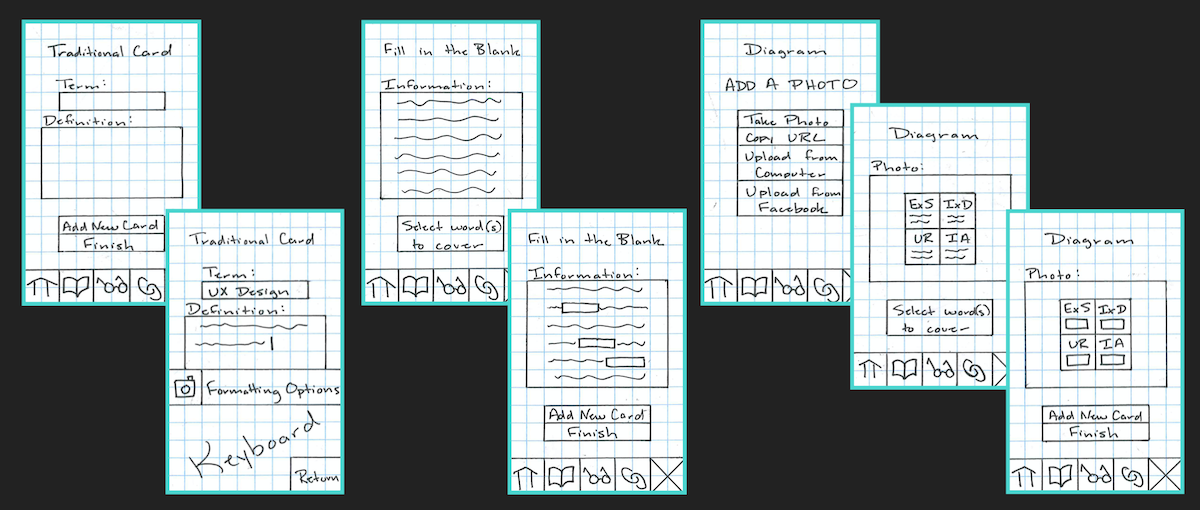 Traditional Card
Term:
Definition:
Add New Card
Finish
Traditional Card
Term:
UX Design
Definition:
Formatting Options
Keyboard
Return
Fill in the Blank
Information:
Select word(s)
to cover
Fill in the Blank
Information:
Add New Card
Finish
Diagram
ADD A PHOTO
Take Photo
Copy URL
Upload from
Computer
Upload from
Facebook
Diagram
Photo:
ExS IxD
UR IA
Select word(s)
to cover
Diagram
Photo:
ExS IxD
UR IA
Add New Card
Finish